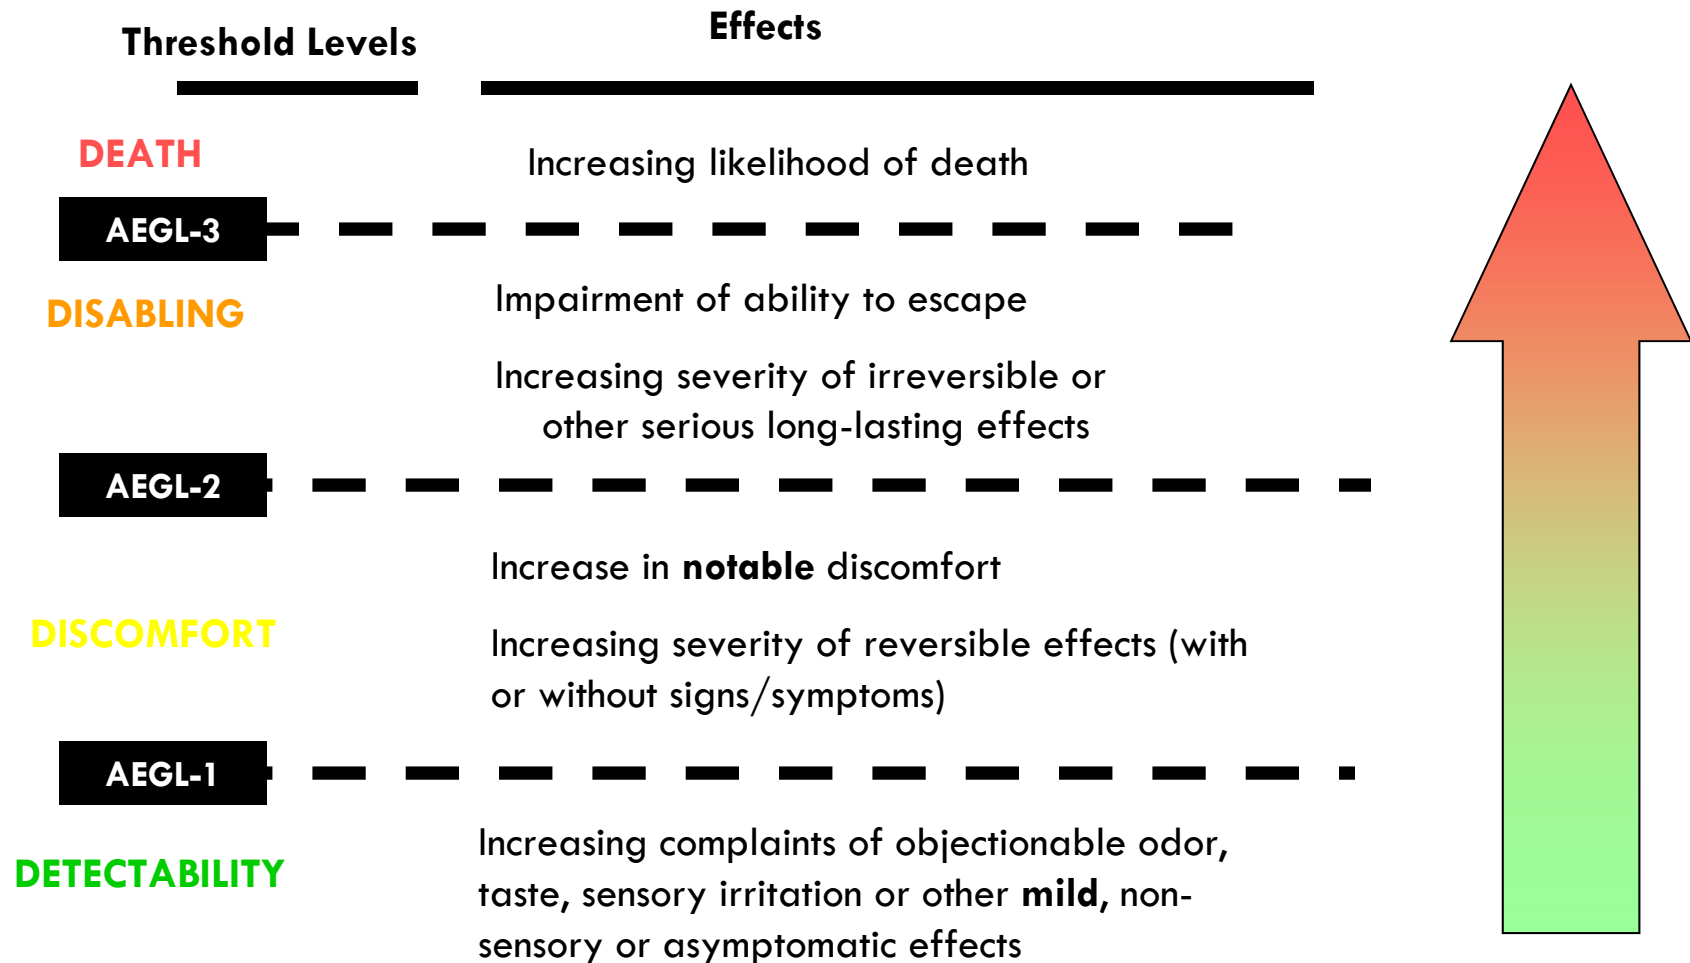 Threshold Levels
Effects
DEATH
Increasing likelihood of death
AEGL-3
DISABLING
Impairment of ability to escape
Increasing severity of irreversible or
other serious long-lasting effects
AEGL-2
Increase in notable discomfort
DISCOMFORT
Increasing severity of reversible effects (with
or without signs/symptoms)
AEGL-1
DETECTABILITY
Increasing complaints of objectionable odor,
taste, sensory irritation or other mild, non-
sensory or asymptomatic effects